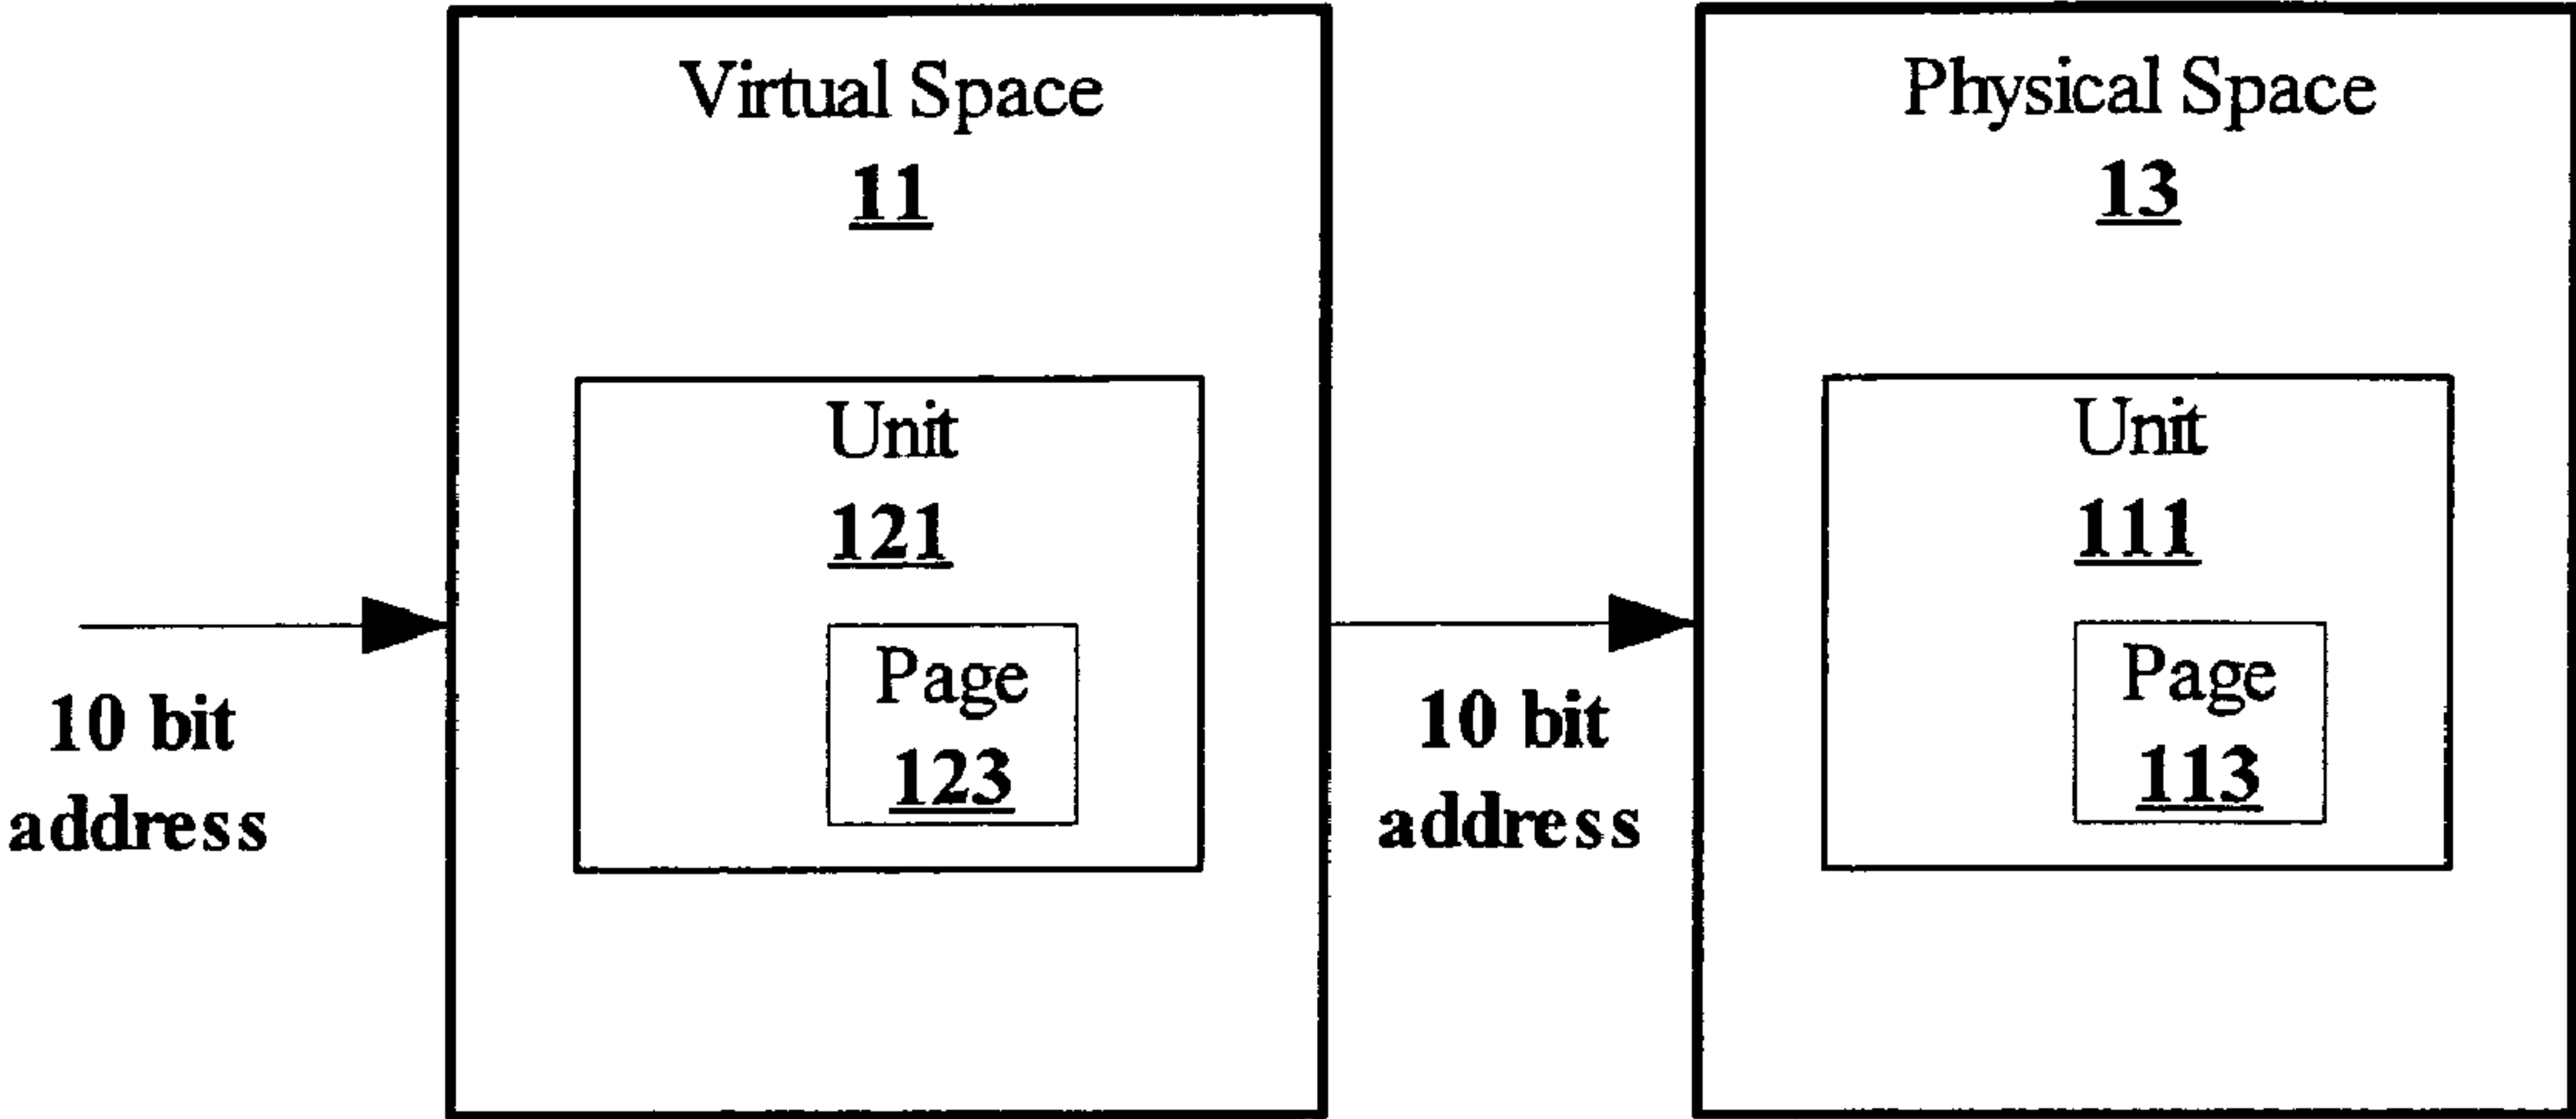 Virtual Space
11
Unit
121
Page
123
10 bit
address
10 bit
address
Physical Space
13
Unit
111
Page
113